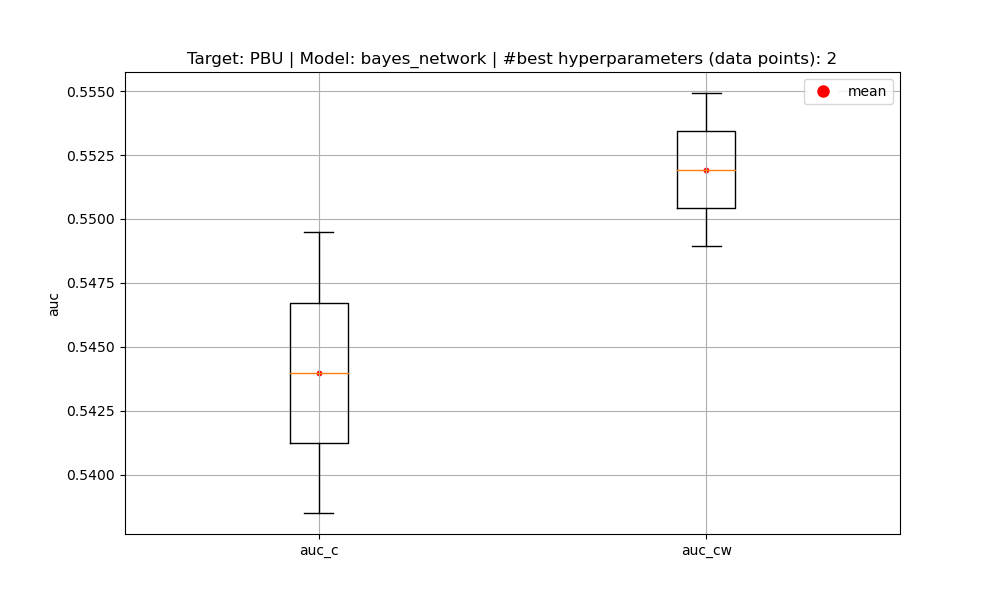 Target: PBU | Model: bayes_network | #best hyperparameters (data points): 2
mean
0.5550
0.5525
0.5500
0.5475
0.5450
0.5425
0.5400
auc
auc_c
auc_cw